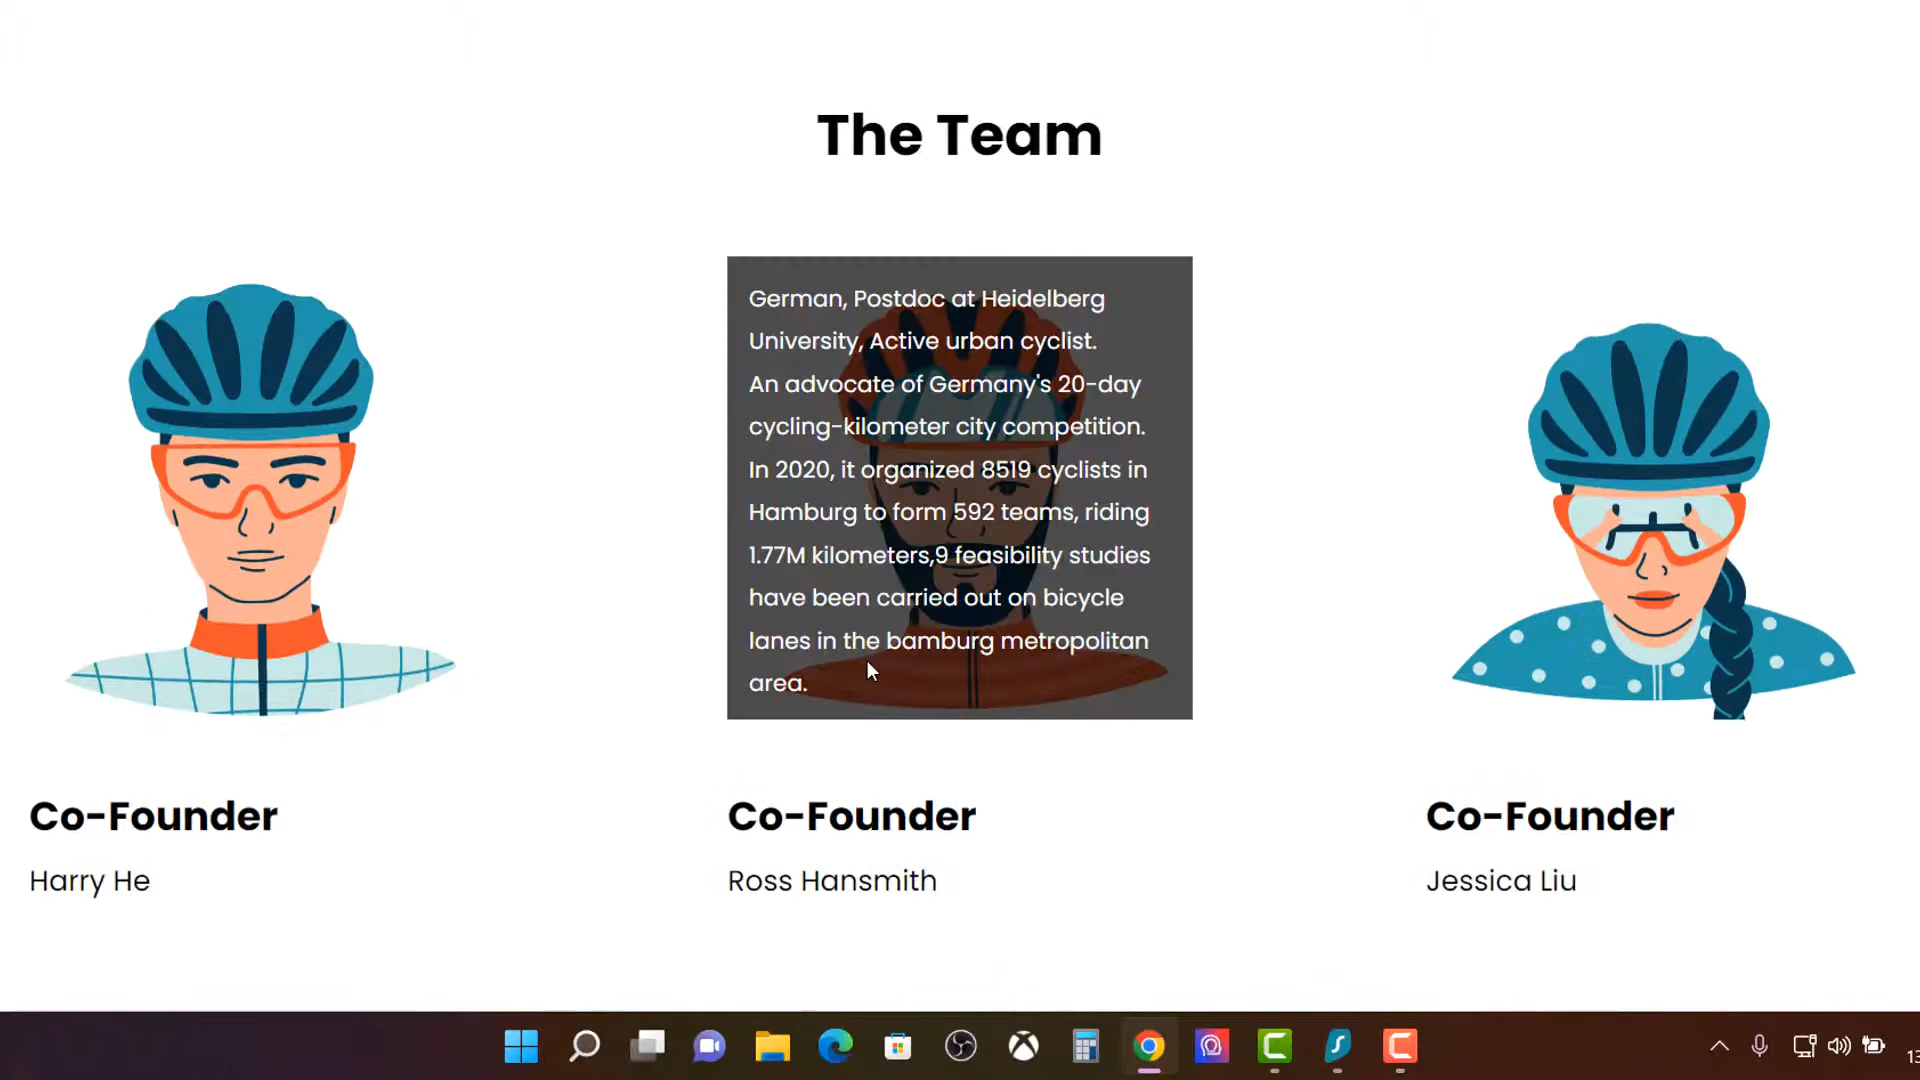 The Team
German, Postdoc at Heidelberg
University, Active urban cyclist.
An advocate of Germany's 20-day
cycling-kilometer city competition.
In 2020, it organized 8519 cyclists in
Hamburg to form 592 teams, riding
1.77M kilometers,9 feasibility studies
have been carried out on bicycle
lanes in the bamburg metropolitan
area.
Co-Founder
Harry He
Co-Founder
Ross Hansmith
Co-Founder
Jessica Liu